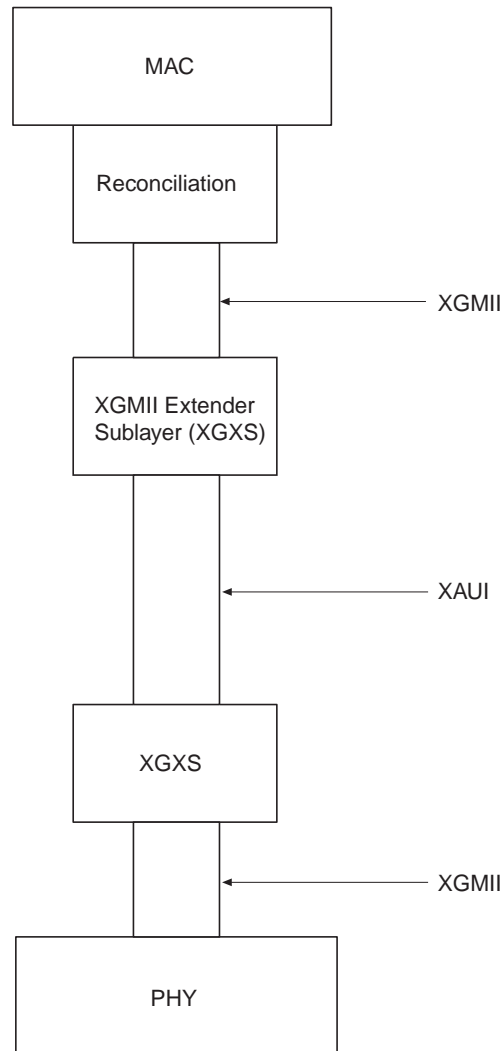 MAC
Reconciliation
XGMII
XGMII Extender
Sublayer (XGXS)
XAUI
XGXS
XGMII
PHY